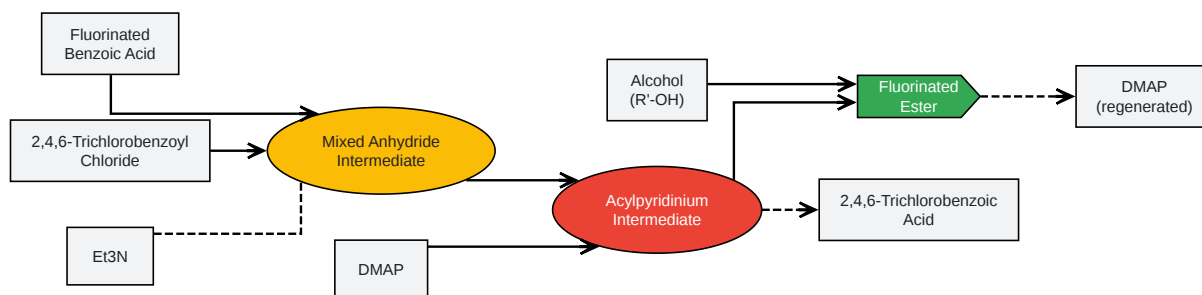 Fluorinated
Benzoic Acid
2,4,6-Trichlorobenzoyl
Chloride
Et3N
Mixed Anhydride
Intermediate
DMAP
Acylpyridinium
Intermediate
Alcohol
(R'-OH)
Fluorinated
Ester
DMAP
(regenerated)
2,4,6-Trichlorobenzoic
Acid